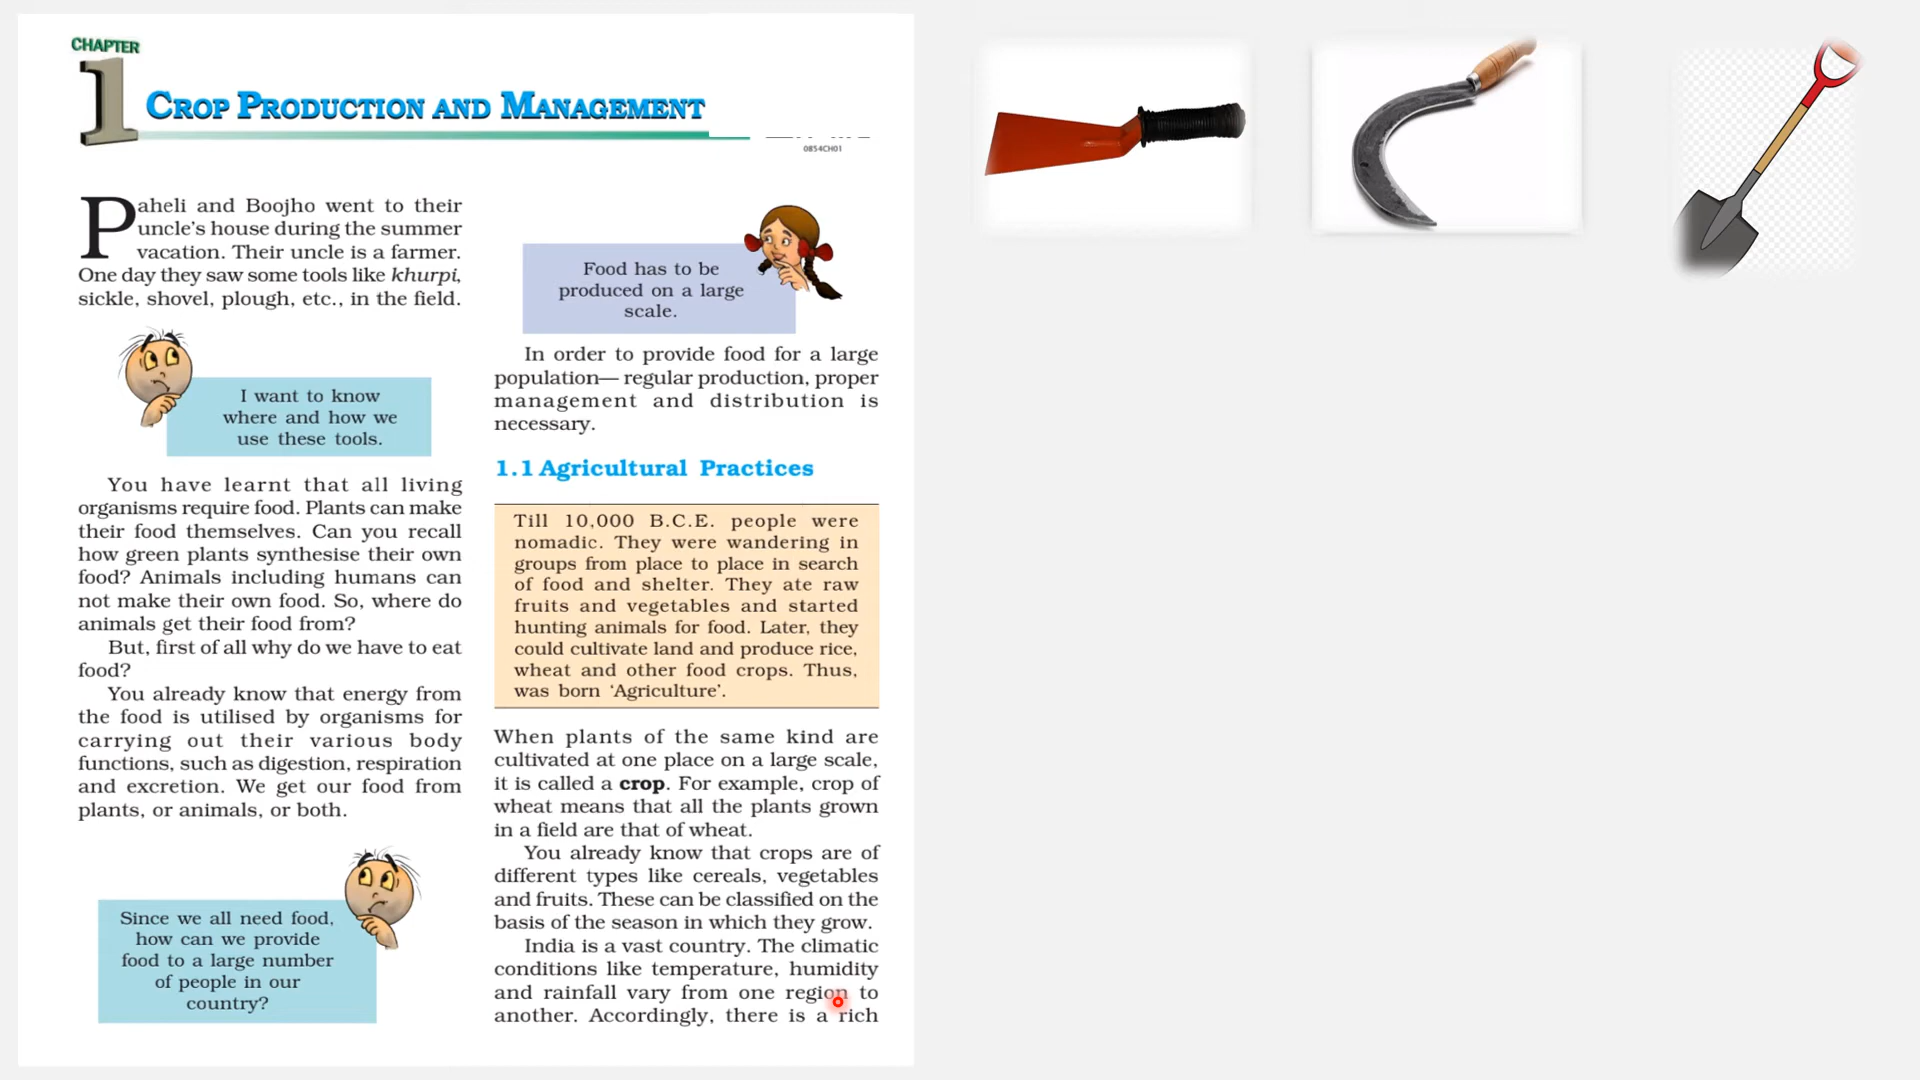 CHAPTER
1
CROP PRODUCTION AND MANAGEMENT
0854CH01
Paheli and Boojho went to their
uncle's house during the summer
vacation. Their uncle is a farmer.
One day they saw some tools like khurpi,
sickle, shovel, plough, etc., in the field.
I want to know
where and how we
use these tools.
You have learnt that all living
organisms require food. Plants can make
their food themselves. Can you recall
how green plants synthesise their own
food? Animals including humans can
not make their own food. So, where do
animals get their food from?
But, first of all why do we have to eat
food?
You already know that energy from
the food is utilised by organisms for
carrying out their various body
functions, such as digestion, respiration
and excretion. We get our food from
plants, or animals, or both.
Since we all need food,
how can we provide
food to a large number
of people in our
country?
Food has to be
produced on a large
scale.
In order to provide food for a large
population— regular production, proper
management and distribution is
necessary.
1.1 Agricultural Practices
Till 10,000 B.C.E. people were
nomadic. They were wandering in
groups from place to place in search
of food and shelter. They ate raw
fruits and vegetables and started
hunting animals for food. Later, they
could cultivate land and produce rice,
wheat and other food crops. Thus,
was born 'Agriculture'.
When plants of the same kind are
cultivated at one place on a large scale,
it is called a crop. For example, crop of
wheat means that all the plants grown
in a field are that of wheat.
You already know that crops are of
different types like cereals, vegetables
and fruits. These can be classified on the
basis of the season in which they grow.
India is a vast country. The climatic
conditions like temperature, humidity
and rainfall vary from one region to
another. Accordingly, there is a rich